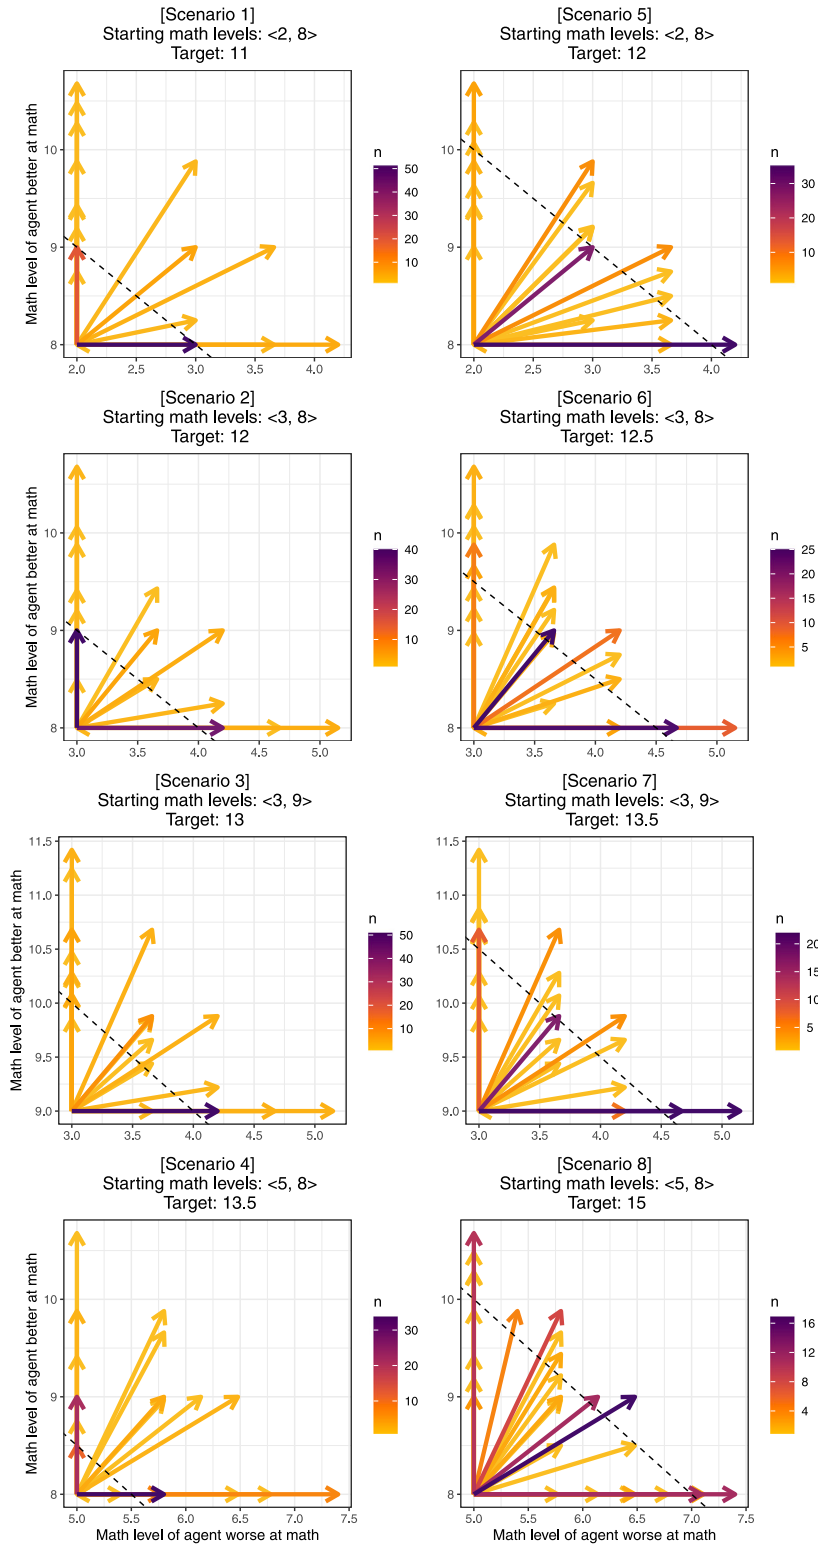 [Scenario 1]
Starting math levels: <2, 8>
Target: 11
Math level of agent better at math
10
9
8
2.0 2.5 3.0 3.5 4.0
n
50
40
30
20
10
[Scenario 5]
Starting math levels: <2, 8>
Target: 12
10
9
8
2.0 2.5 3.0 3.5 4.0
n
30
20
10
[Scenario 2]
Starting math levels: <3, 8>
Target: 12
Math level of agent better at math
10
9
8
3.0 3.5 4.0 4.5 5.0
n
40
30
20
10
[Scenario 6]
Starting math levels: <3, 8>
Target: 12.5
10
9
8
3.0 3.5 4.0 4.5 5.0
n
25
20
15
10
5
[Scenario 3]
Starting math levels: <3, 9>
Target: 13
Math level of agent better at math
11.5
11.0
10.5
10.0
9.5
9.0
3.0 3.5 4.0 4.5 5.0
n
50
40
30
20
10
[Scenario 7]
Starting math levels: <3, 9>
Target: 13.5
Math level of agent better at math
11.5
11.0
10.5
10.0
9.5
9.0
3.0 3.5 4.0 4.5 5.0
n
20
15
10
5
[Scenario 4]
Starting math levels: <5, 8>
Target: 13.5
Math level of agent better at math
10
9
8
5.0 5.5 6.0 6.5 7.0 7.5
Math level of agent worse at math
n
30
20
10
[Scenario 8]
Starting math levels: <5, 8>
Target: 15
10
9
8
5.0 5.5 6.0 6.5 7.0 7.5
Math level of agent worse at math
n
16
12
8
4